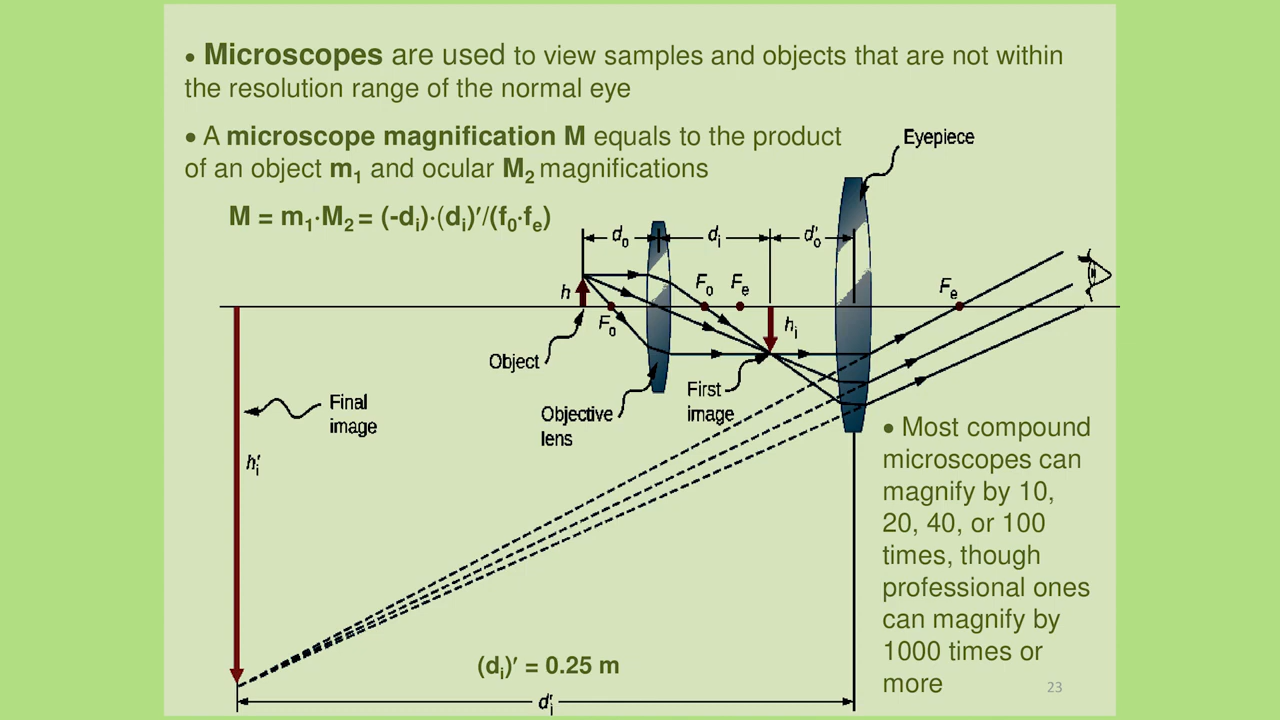 • Microscopes are used to view samples and objects that are not within
the resolution range of the normal eye
• A microscope magnification M equals to the product
of an object m₁ and ocular M₂ magnifications
M = m₁·M₂ = (-dᵢ)·(dᵢ)′/(f₀·fₑ)
Eyepiece
dₒ
dᵢ
d′ₒ
h
Fₒ
Fₑ
Fₑ
Fₒ
hᵢ
Object
First
image
Objective
lens
Final
image
h′ᵢ
• Most compound
microscopes can
magnify by 10,
20, 40, or 100
times, though
professional ones
can magnify by
1000 times or
more
(dᵢ)′ = 0.25 m
d′ᵢ
23